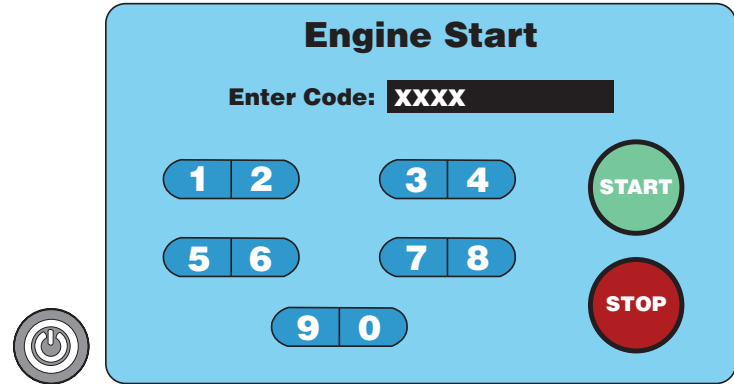 Engine Start
Enter Code: XXXX
1 2 3 4
START
5 6 7 8
STOP
9 0